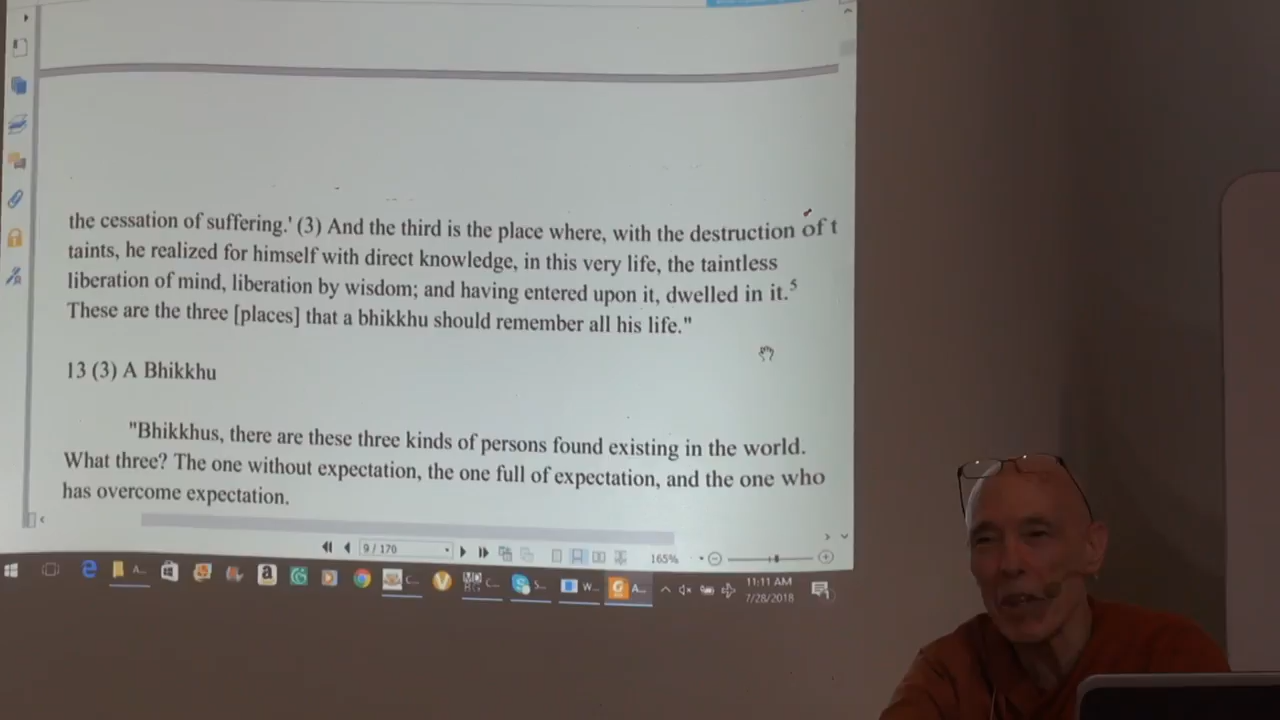 the cessation of suffering.' (3) And the third is the place where, with the destruction of t
taints, he realized for himself with direct knowledge, in this very life, the taintless
liberation of mind, liberation by wisdom; and having entered upon it, dwelled in it.5
These are the three [places] that a bhikkhu should remember all his life."
13 (3) A Bhikkhu
"Bhikkhus, there are these three kinds of persons found existing in the world.
What three? The one without expectation, the one full of expectation, and the one who
has overcome expectation.
9 / 170
165%
A...
C...
C...
S...
W...
A...
11:11 AM
7/28/2018